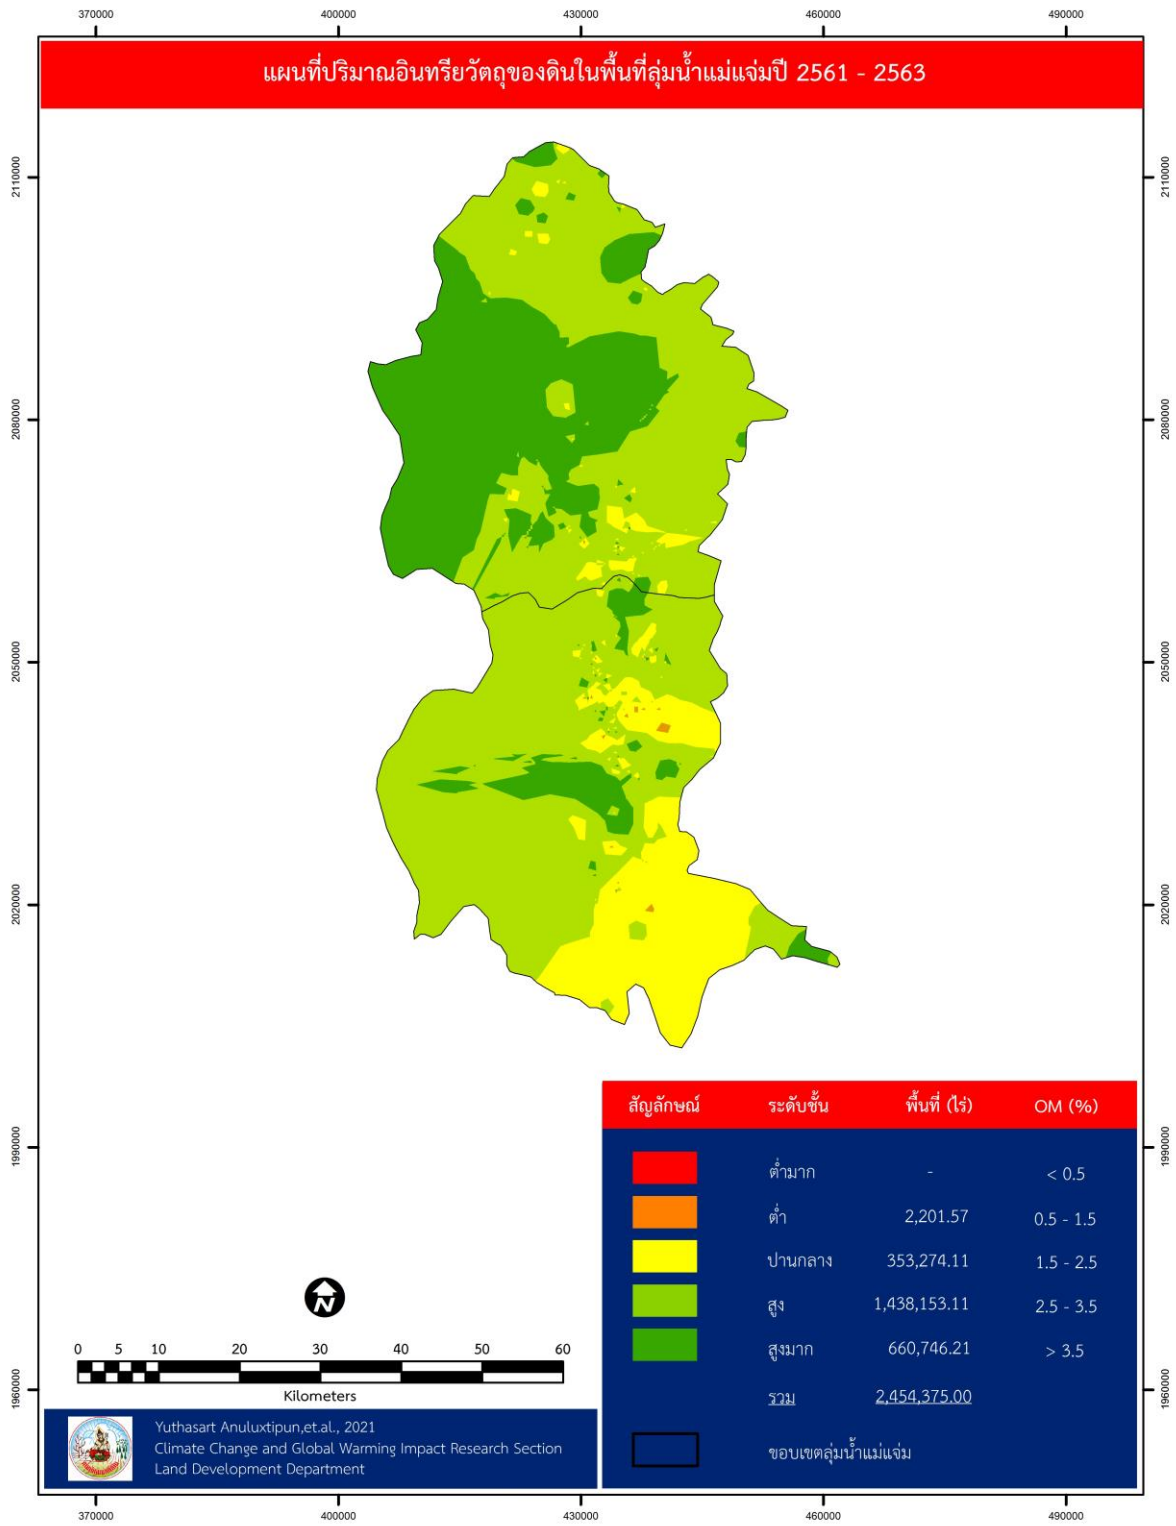 370000 400000 430000 460000 490000
แผนที่ปริมาณอินทรียวัตถุของดินในพื้นที่ลุ่มน้ำแม่แจ่มปี 2561 - 2563
2110000 2110000
2080000 2080000
2050000 2050000
2020000 2020000
1990000 1990000
1960000 1960000
สัญลักษณ์ ระดับชั้น พื้นที่ (ไร่) OM (%)
ต่ำมาก - < 0.5
ต่ำ 2,201.57 0.5 - 1.5
ปานกลาง 353,274.11 1.5 - 2.5
สูง 1,438,153.11 2.5 - 3.5
สูงมาก 660,746.21 > 3.5
รวม 2,454,375.00
ขอบเขตลุ่มน้ำแม่แจ่ม
N
0 5 10 20 30 40 50 60
Kilometers
Yuthasart Anuluxtipun,et.al., 2021
Climate Change and Global Warming Impact Research Section
Land Development Department
370000 400000 430000 460000 490000